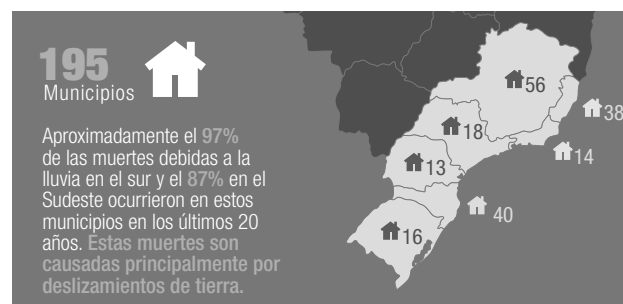 195
Municipios
Aproximadamente el 97%
de las muertes debidas a la
lluvia en el sur y el 87% en el
Sudeste ocurrieron en estos
municipios en los últimos 20
años. Estas muertes son
causadas principalmente por
deslizamientos de tierra.
56
38
18
14
13
40
16